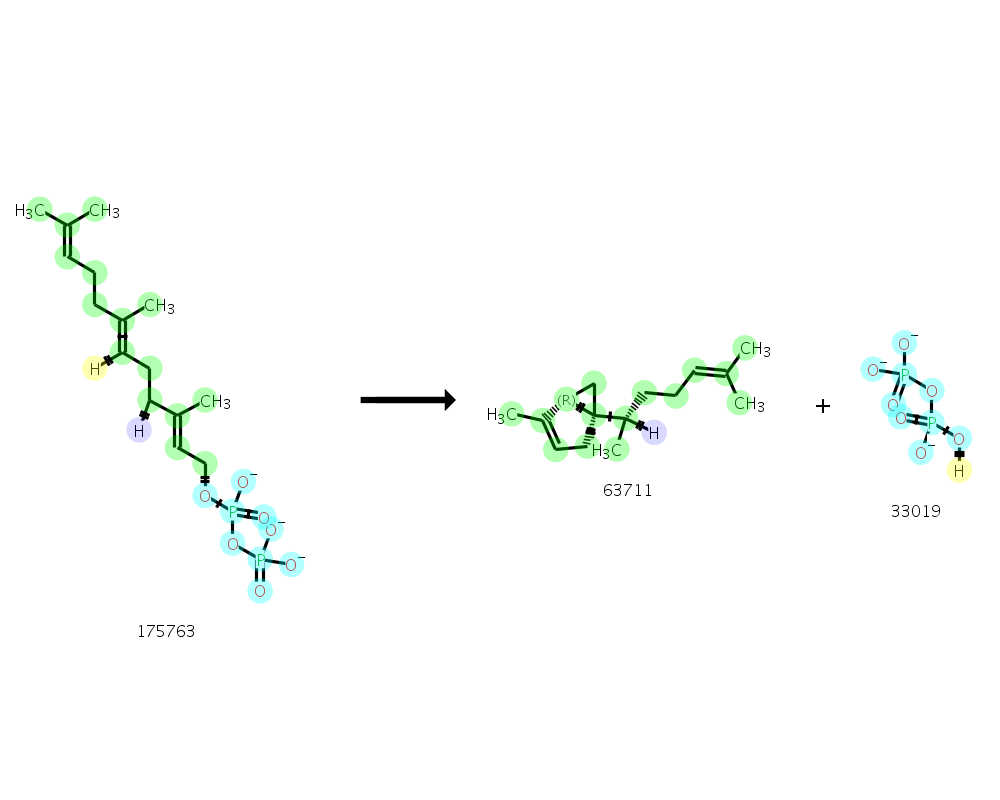 H₃C CH₃
CH₃
H
CH₃
H
O O⁻
P O O⁻
O P O⁻
O
175763
→
CH₃
H₃C (R) CH₃
H₃C H
63711
+
O⁻
O⁻ P O
O O P O
O⁻ H
33019